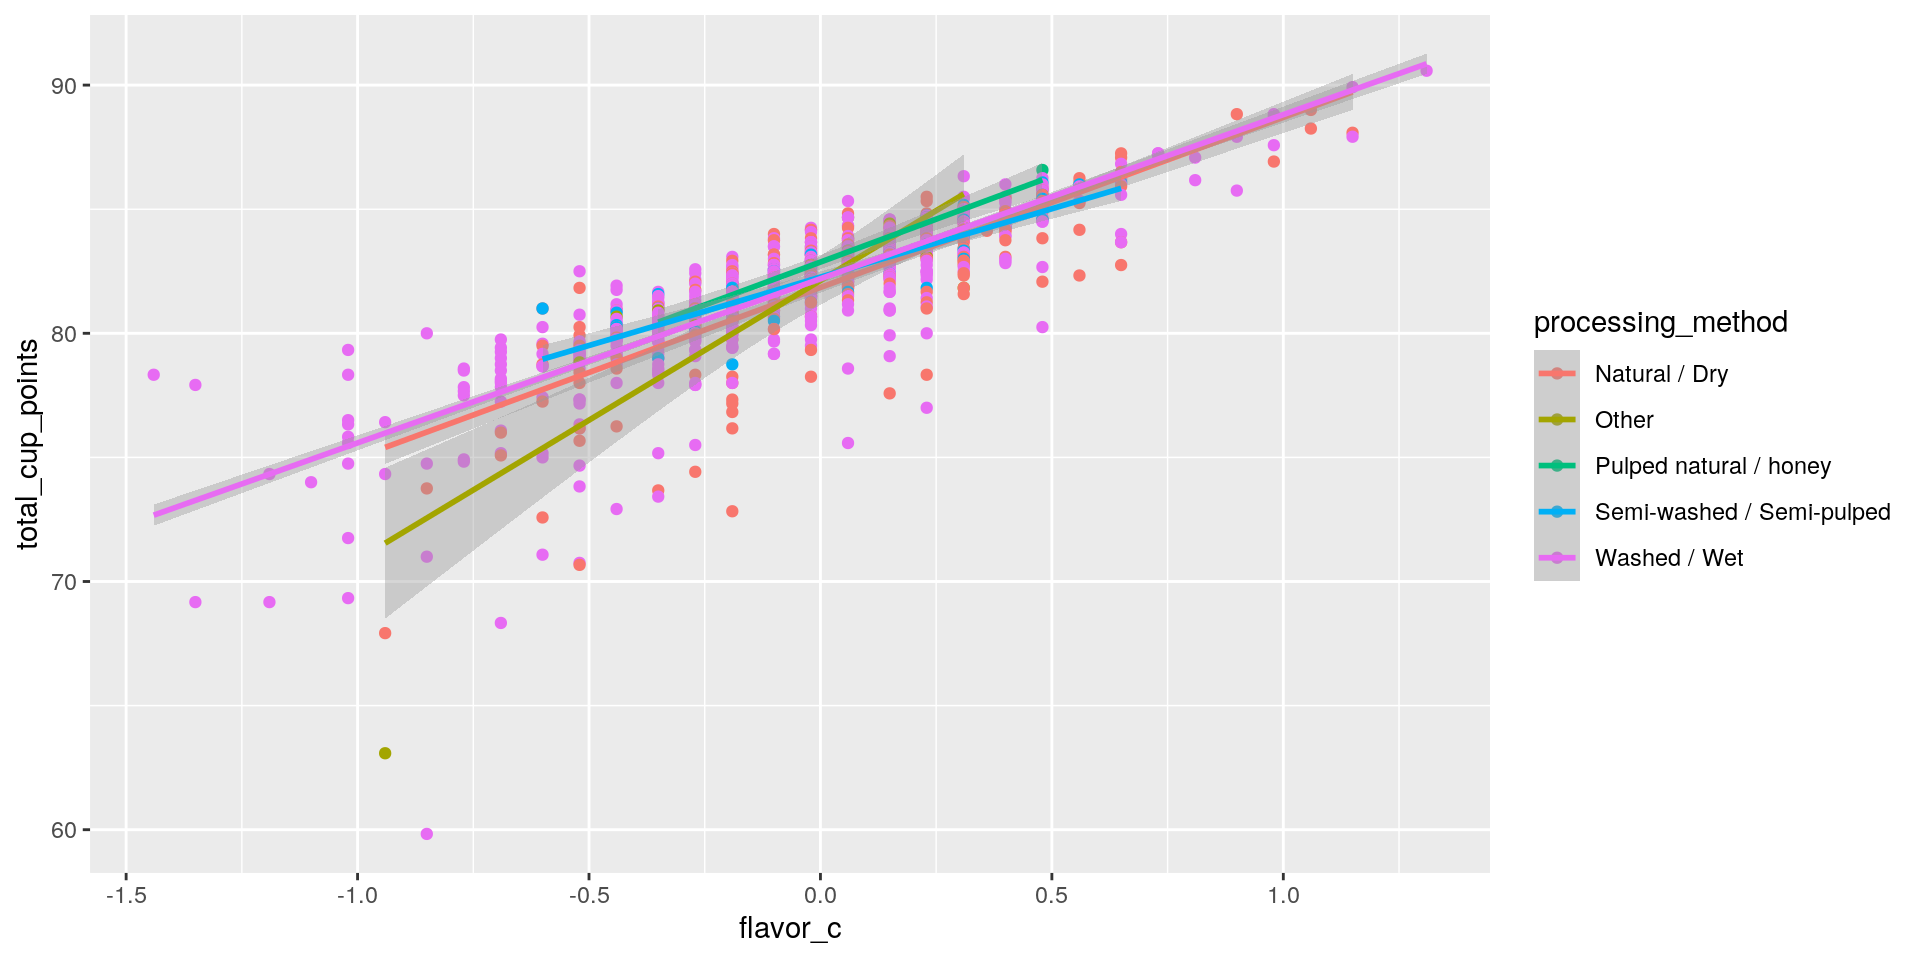 90
80
70
60
total_cup_points
-1.5
-1.0
-0.5
0.0
0.5
1.0
flavor_c
processing_method
Natural / Dry
Other
Pulped natural / honey
Semi-washed / Semi-pulped
Washed / Wet